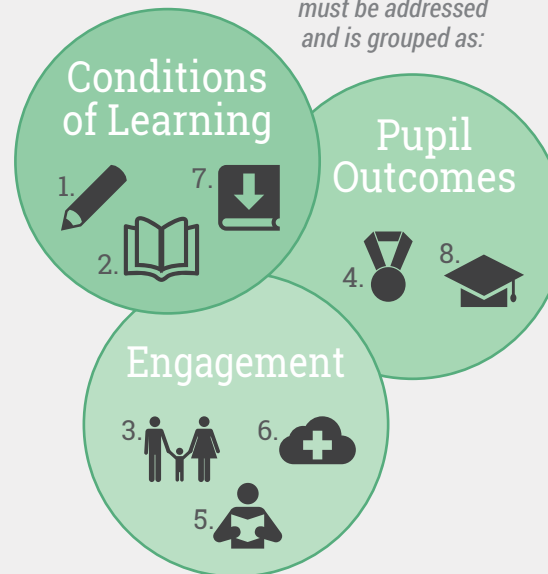 must be addressed
and is grouped as:
Conditions
of Learning
1.
7.
2.
Pupil
Outcomes
4.
8.
Engagement
3.
6.
5.